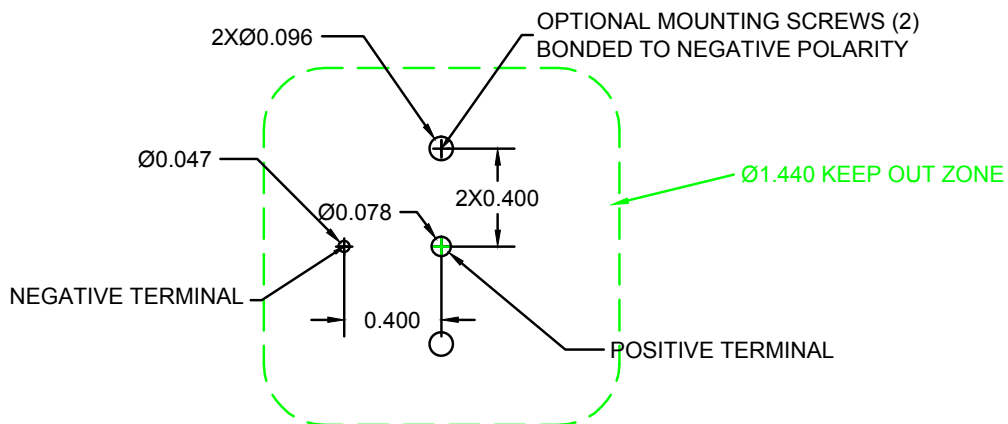 OPTIONAL MOUNTING SCREWS (2)
BONDED TO NEGATIVE POLARITY
2XØ0.096
Ø0.047
Ø1.440 KEEP OUT ZONE
2X0.400
Ø0.078
NEGATIVE TERMINAL
0.400
POSITIVE TERMINAL